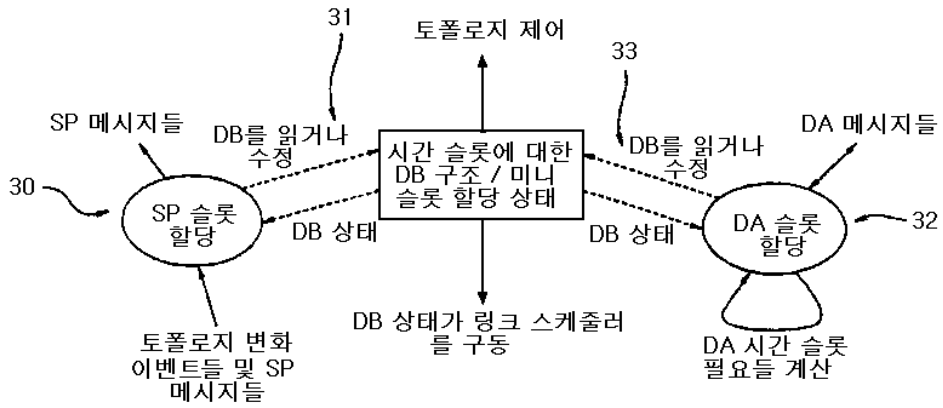 31
토폴로지 제어
33
SP 메시지들
DB를 읽거나
수정
시간 슬롯에 대한
DB 구조 / 미니
슬롯 할당 상태
DB를 읽거나
수정
DA 메시지들
30
SP 슬롯
할당
DB 상태
DB 상태
DA 슬롯
할당
32
토폴로지 변화
이벤트들 및 SP
메시지들
DB 상태가 링크 스케줄러
를 구동
DA 시간 슬롯
필요들 계산